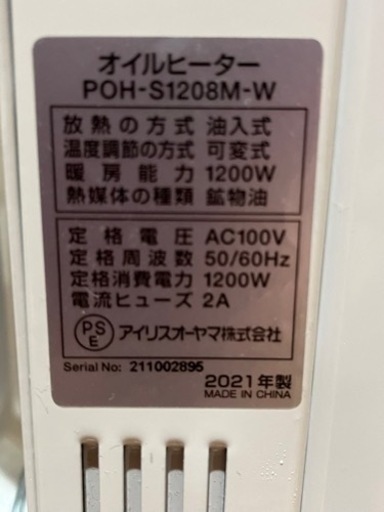 オイルヒーター
POH-S1208M-W
放熱の方式 油入式
温度調節の方式 可変式
暖房能力 1200W
熱媒体の種類 鉱物油
定格電圧 AC100V
定格周波数 50/60Hz
定格消費電力 1200W
電流ヒューズ 2A
PS
E
アイリスオーヤマ株式会社
Serial No: 211002895
2021年製
MADE IN CHINA